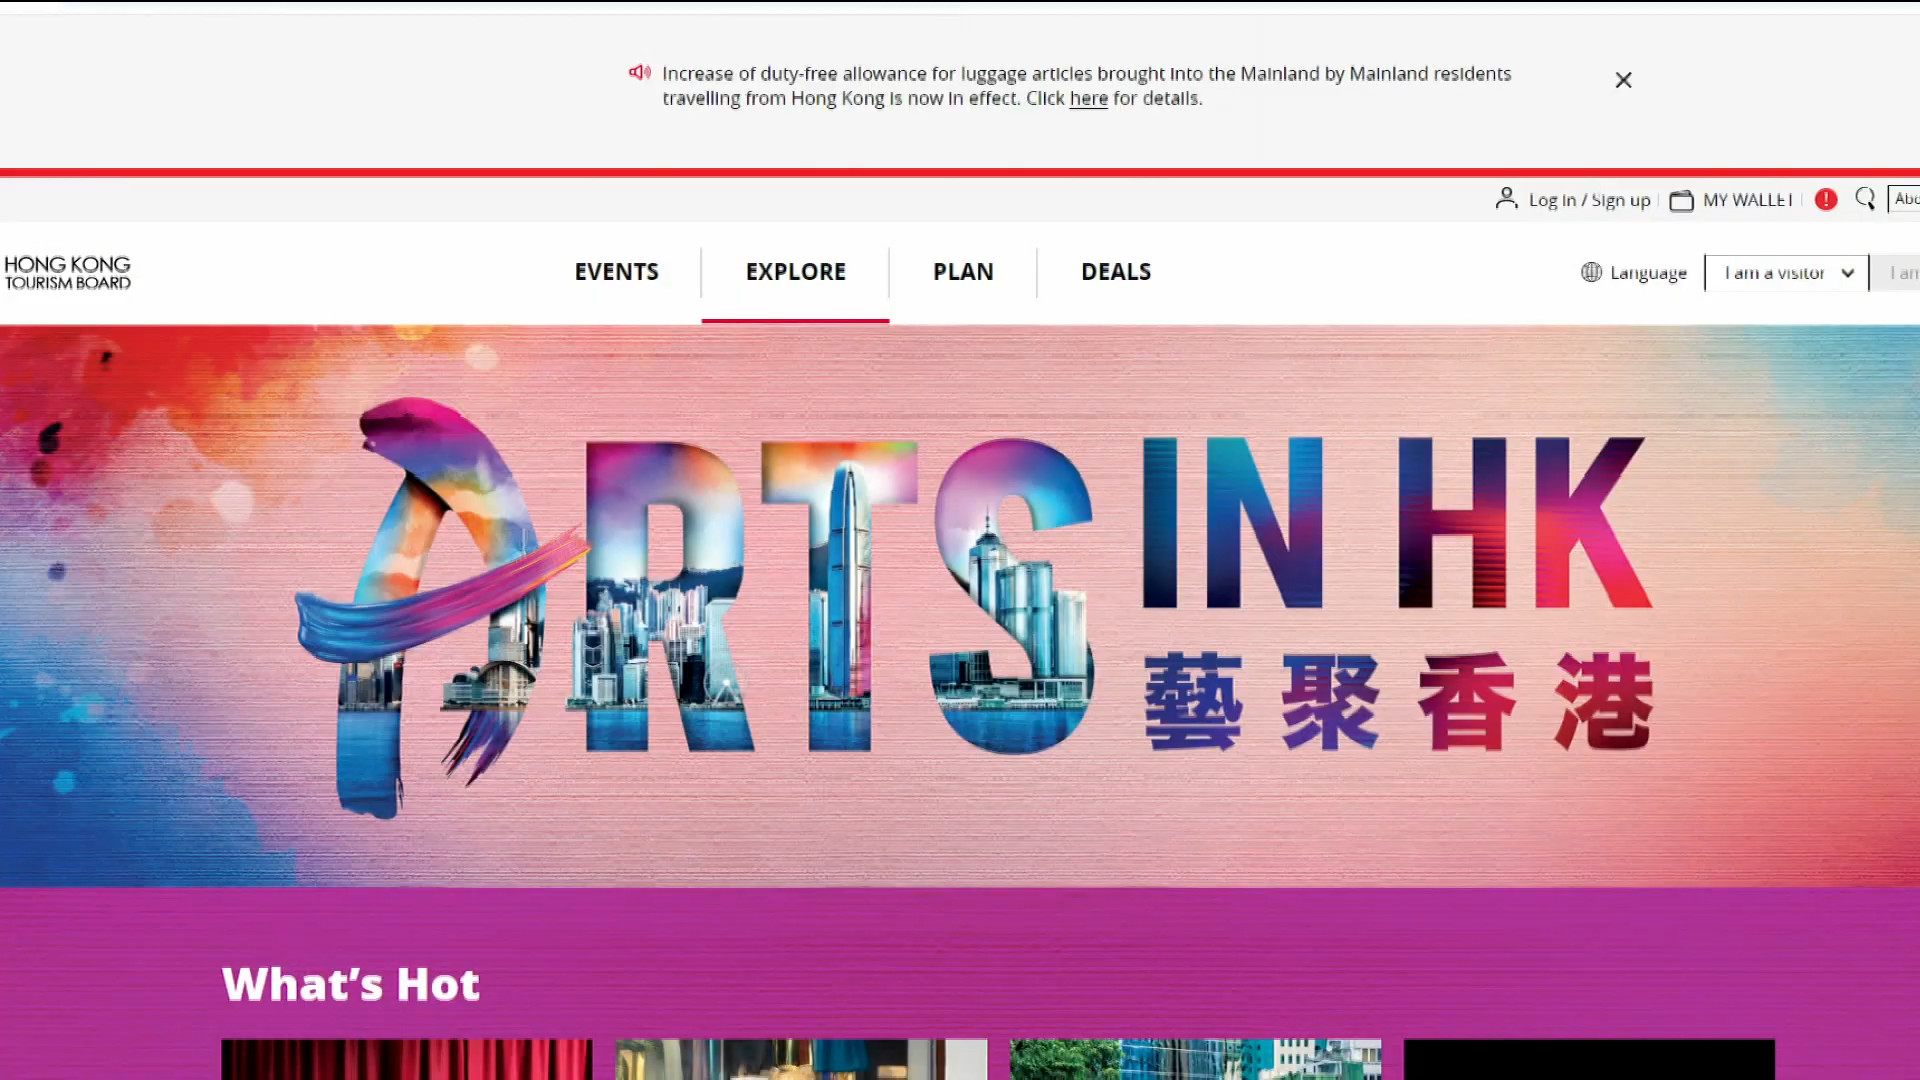 Increase of duty-free allowance for luggage articles brought into the Mainland by Mainland residents
travelling from Hong Kong is now in effect. Click here for details.
Log in / Sign up
MY WALLET
HONG KONG
TOURISM BOARD
EVENTS
EXPLORE
PLAN
DEALS
Language
I am a visitor
ARTS IN HK
藝聚香港
What's Hot